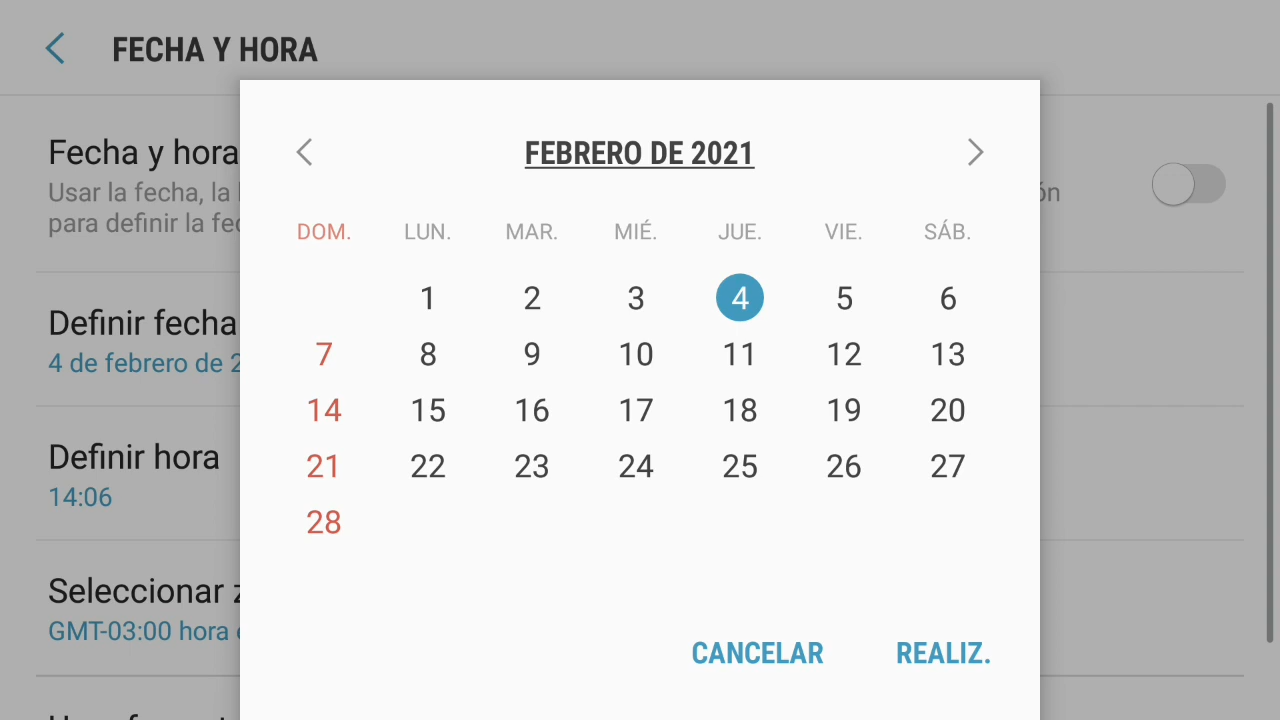 FECHA Y HORA
Fecha y hora
Usar la fecha, la
para definir la
Definir fecha
4 de febrero de
Definir hora
14:06
Seleccionar
GMT-03:00 hora
FEBRERO DE 2021
DOM. LUN. MAR. MIÉ. JUE. VIE. SÁB.
1 2 3 4 5 6
7 8 9 10 11 12 13
14 15 16 17 18 19 20
21 22 23 24 25 26 27
28
CANCELAR REALIZ.